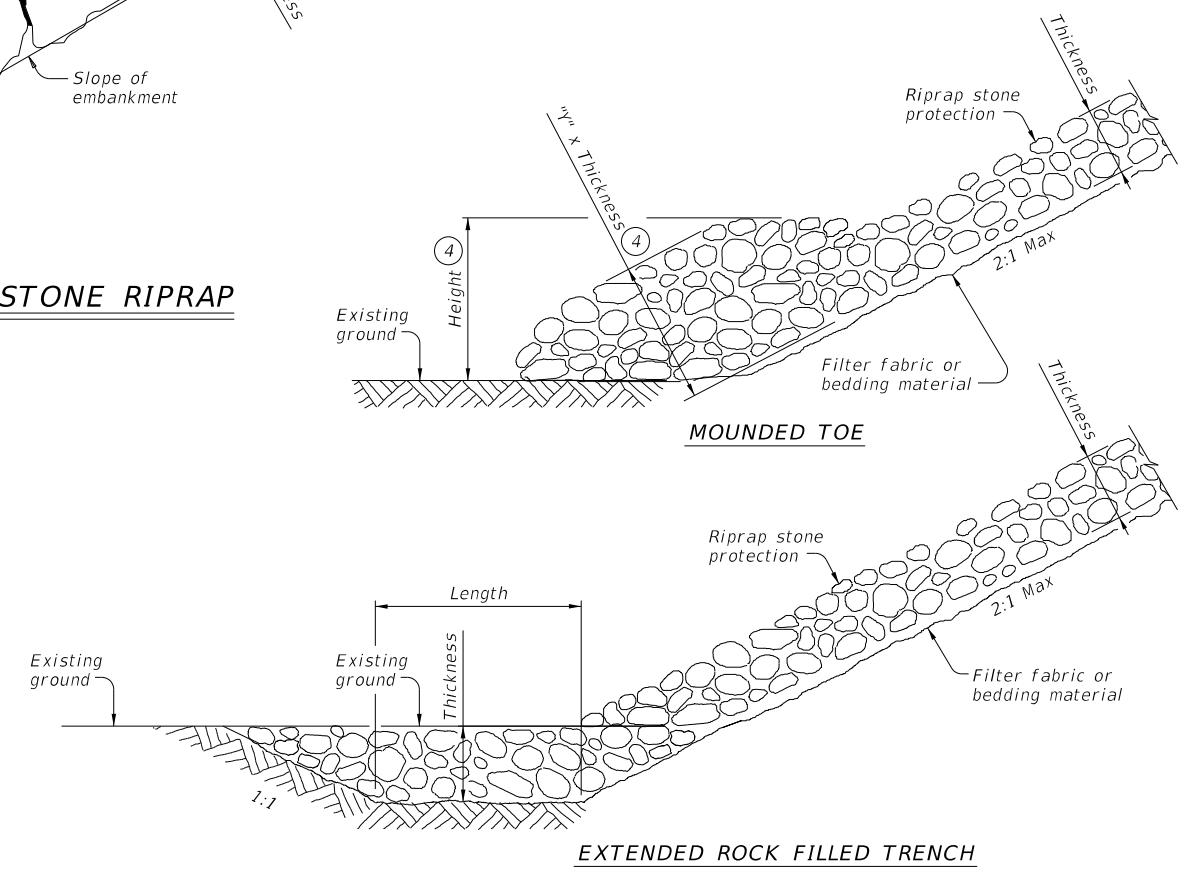 ess
Slope of
embankment
STONE RIPRAP
Thickness
Riprap stone
protection
"Y" x Thickness
4
4
Height
Existing
ground
2:1 Max
Filter fabric or
bedding material
MOUNDED TOE
Thickness
Riprap stone
protection
Length
2:1 Max
Existing
ground
Existing
ground
Thickness
Filter fabric or
bedding material
1:1
EXTENDED ROCK FILLED TRENCH